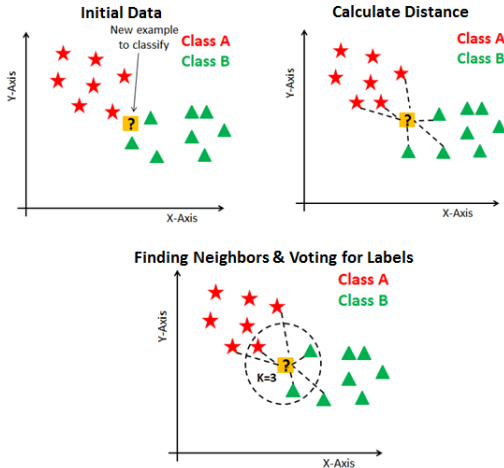 Initial Data
New example
to classify
Class A
Class B
?
Y-Axis
X-Axis
Calculate Distance
Class A
Class B
?
Y-Axis
X-Axis
Finding Neighbors & Voting for Labels
Class A
Class B
?
K=3
Y-Axis
X-Axis